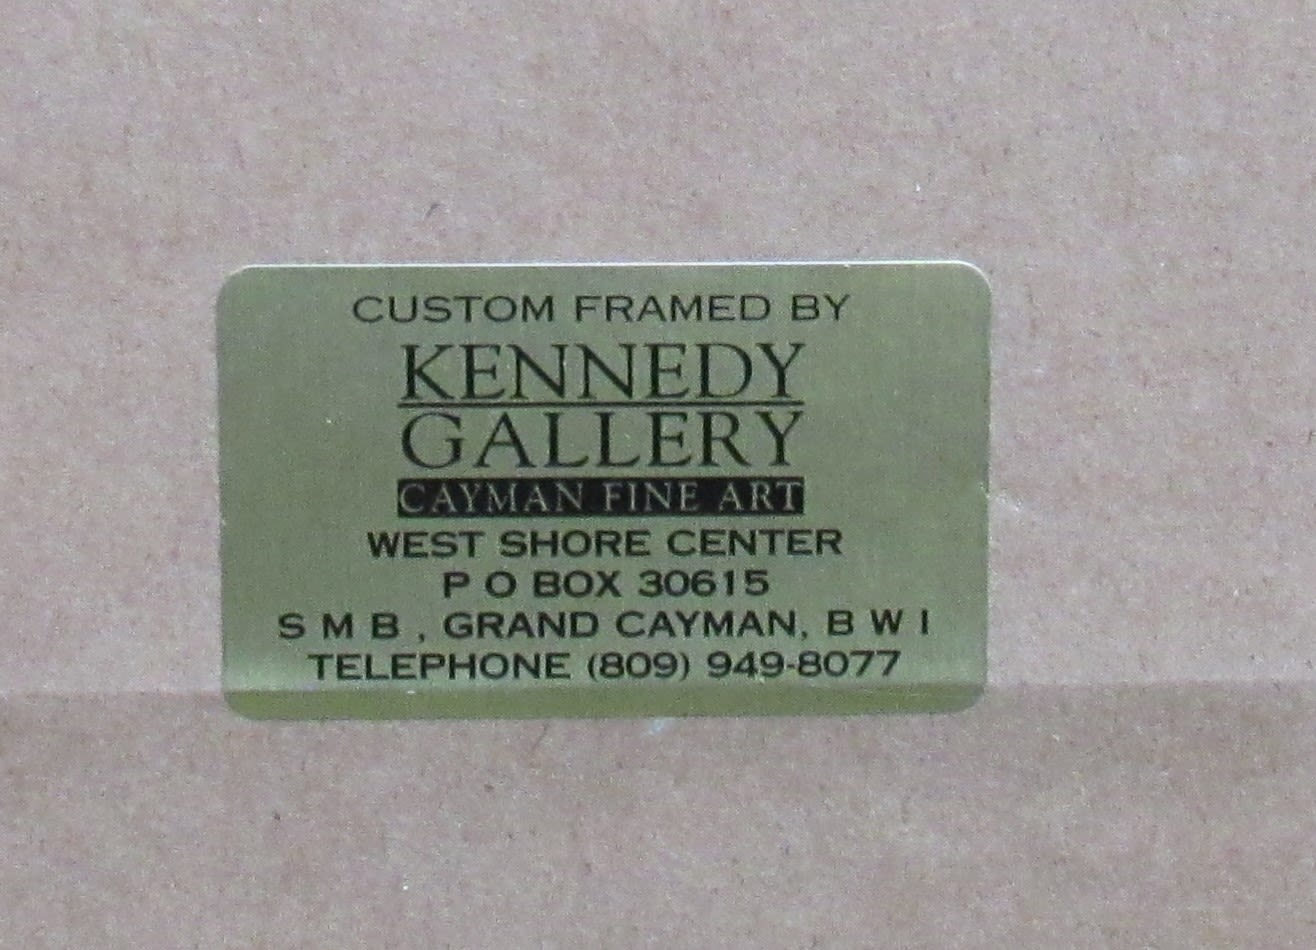 CUSTOM FRAMED BY
KENNEDY
GALLERY
CAYMAN FINE ART
WEST SHORE CENTER
P O BOX 30615
S M B , GRAND CAYMAN, B W I
TELEPHONE (809) 949-8077